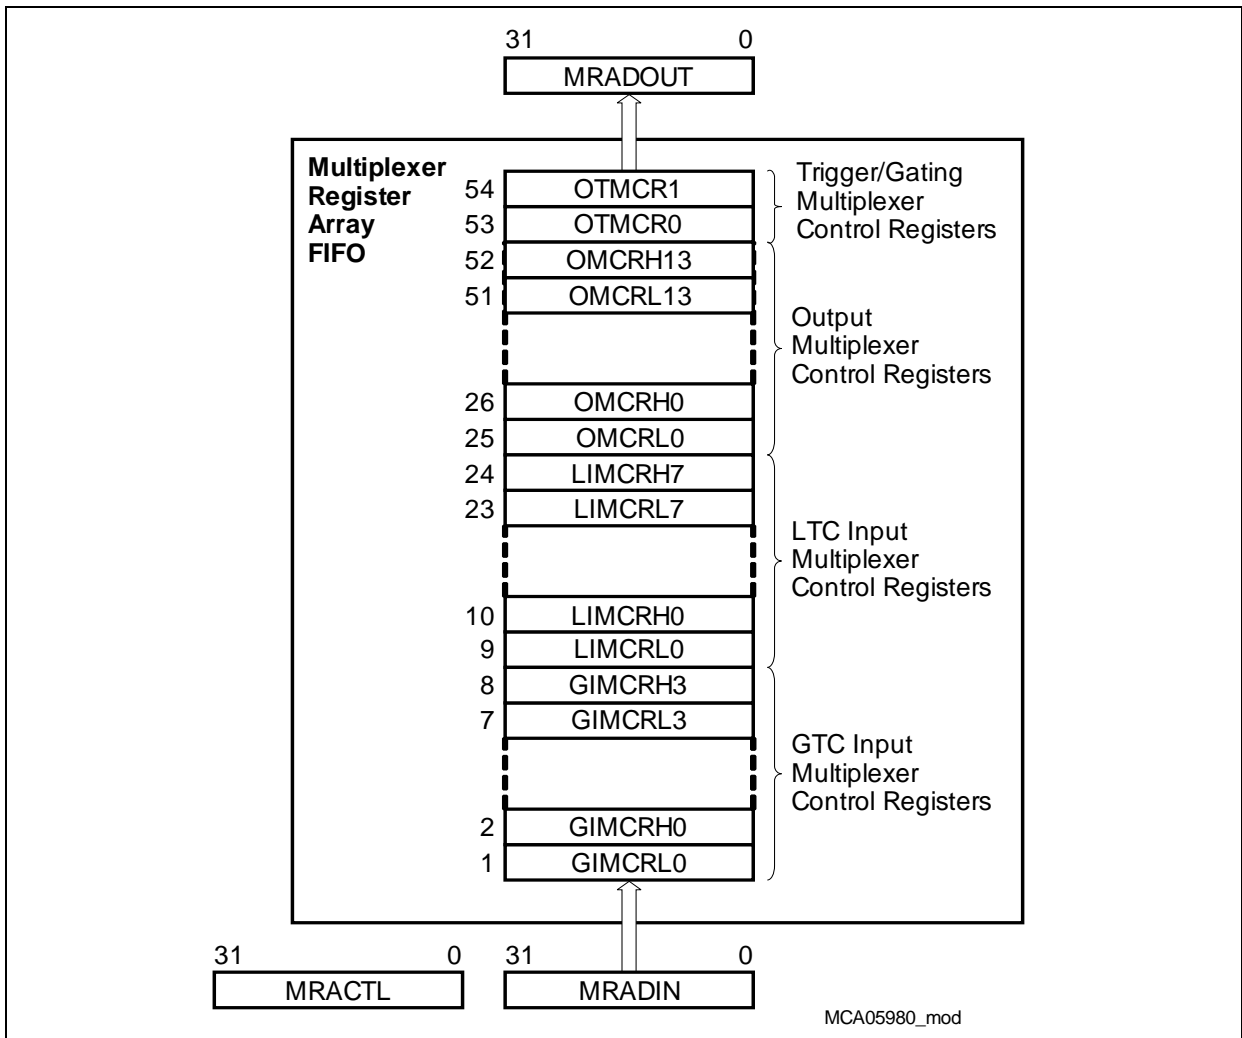 31 0
MRADOUT
Multiplexer
Register
Array
FIFO
54 OTMCR1
53 OTMCR0
52 OMCRH13
51 OMCRL13
26 OMCRH0
25 OMCRL0
24 LIMCRH7
23 LIMCRL7
10 LIMCRH0
9 LIMCRL0
8 GIMCRH3
7 GIMCRL3
2 GIMCRH0
1 GIMCRL0
Trigger/Gating
Multiplexer
Control Registers
Output
Multiplexer
Control Registers
LTC Input
Multiplexer
Control Registers
GTC Input
Multiplexer
Control Registers
31 0
MRACTL
31 0
MRADIN
MCA05980_mod